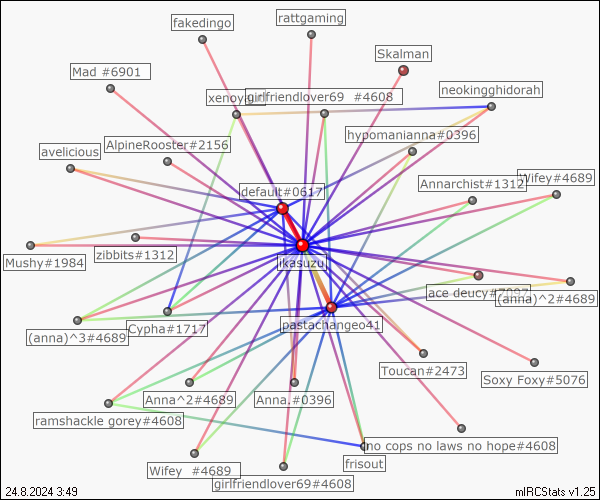 rattgaming
fakedingo
Skalman
Mad #6901
neokingghidorah
girlfriendlover69 #4608
hypomanianna#0396
AlpineRooster#2156
avelicious
Wifey#4689
Annarchist#1312
default#0617
zibbits#1312
Mushy#1984
ikasuzu
ace deucy
(anna)^2#4689
pastachangeo41
Cypha#1717
(anna)^3#4689
Toucan#2473
Soxy Foxy#5076
Anna^2#4689
Anna.#0396
ramshackle gorey#4608
no cops no laws no hope#4608
frisout
Wifey #4689
girlfriendlover69#4608
24.8.2024 3:49
mIRCStats v1.25